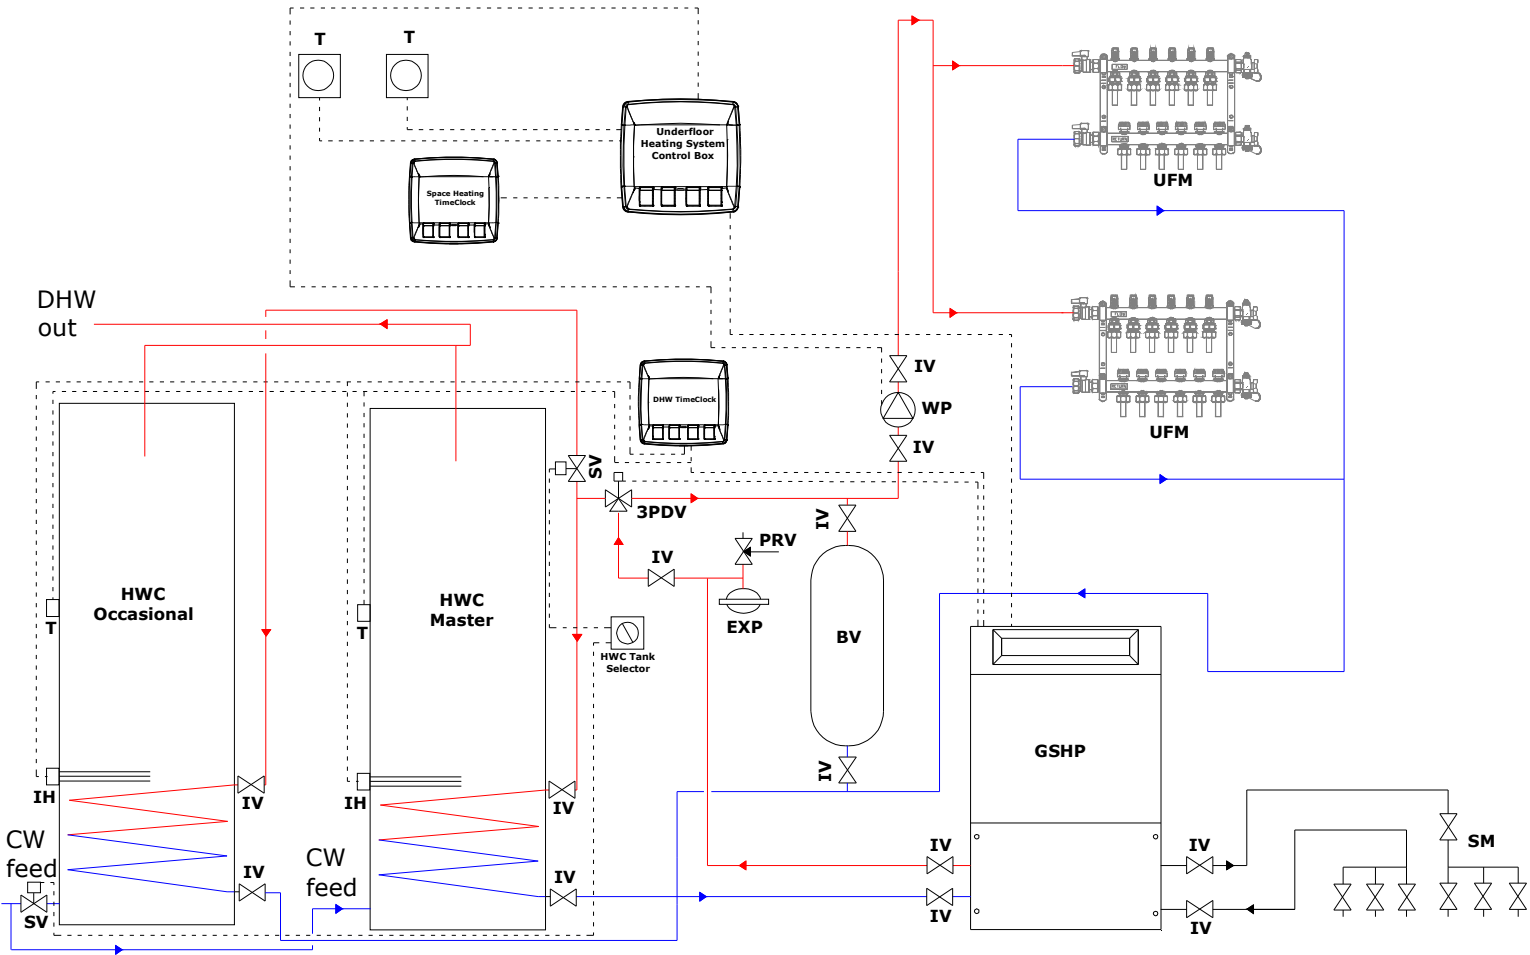 T
T
Underfloor
Heating System
Control Box
Space Heating
TimeClock
UFM
DHW
out
IV
DHW TimeClock
WP
IV
UFM
SV
3PDV
IV
PRV
IV
HWC
Occasional
HWC
Master
T
T
EXP
BV
HWC Tank
Selector
GSHP
IV
IH
IV
IH
IV
CW
feed
IV
CW
feed
IV
IV
IV
SM
SV
IV
IV